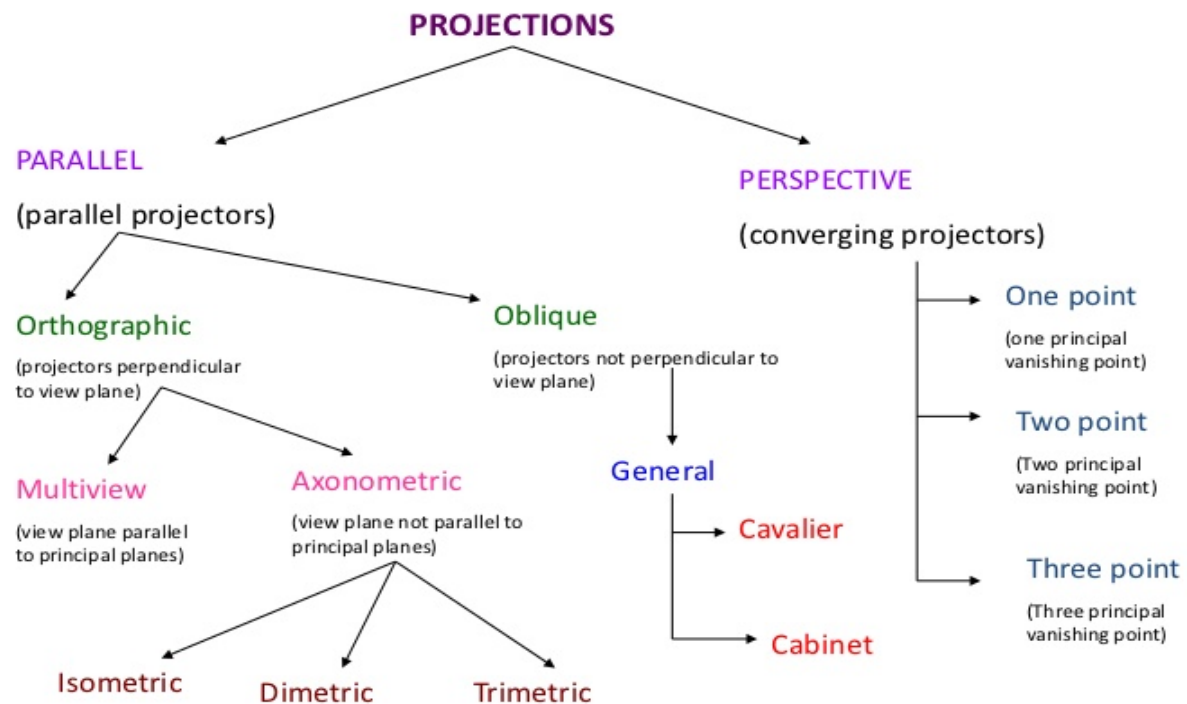 PROJECTIONS
PARALLEL
(parallel projectors)
PERSPECTIVE
(converging projectors)
Orthographic
(projectors perpendicular
to view plane)
Oblique
(projectors not perpendicular to
view plane)
One point
(one principal
vanishing point)
Two point
(Two principal
vanishing point)
Three point
(Three principal
vanishing point)
Multiview
(view plane parallel
to principal planes)
Axonometric
(view plane not parallel to
principal planes)
General
Cavalier
Cabinet
Isometric
Dimetric
Trimetric